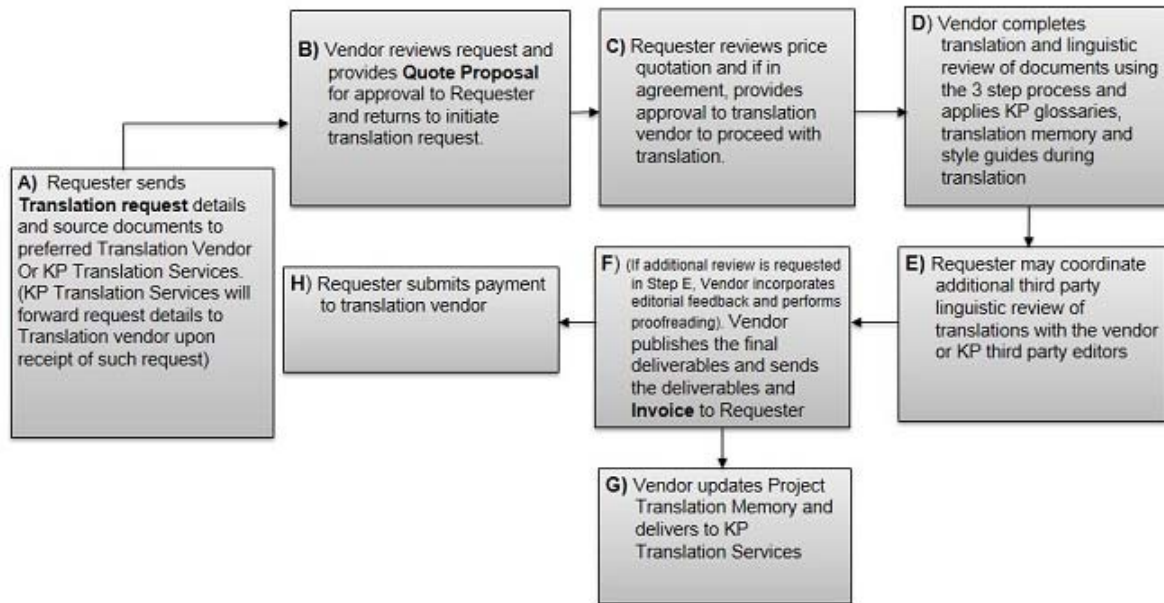 A) Requester sends
Translation request details
and source documents to
preferred Translation Vendor
Or KP Translation Services.
(KP Translation Services will
forward request details to
Translation vendor upon
receipt of such request)
B) Vendor reviews request and
provides Quote Proposal
for approval to Requester
and returns to initiate
translation request.
C) Requester reviews price
quotation and if in
agreement, provides
approval to translation
vendor to proceed with
translation.
D) Vendor completes
translation and linguistic
review of documents using
the 3 step process and
applies KP glossaries,
translation memory and
style guides during
translation
E) Requester may coordinate
additional third party
linguistic review of
translations with the vendor
or KP third party editors
F) (If additional review is requested
in Step E, Vendor incorporates
editorial feedback and performs
proofreading). Vendor
publishes the final
deliverables and sends
the deliverables and
Invoice to Requester
G) Vendor updates Project
Translation Memory and
delivers to KP
Translation Services
H) Requester submits payment
to translation vendor